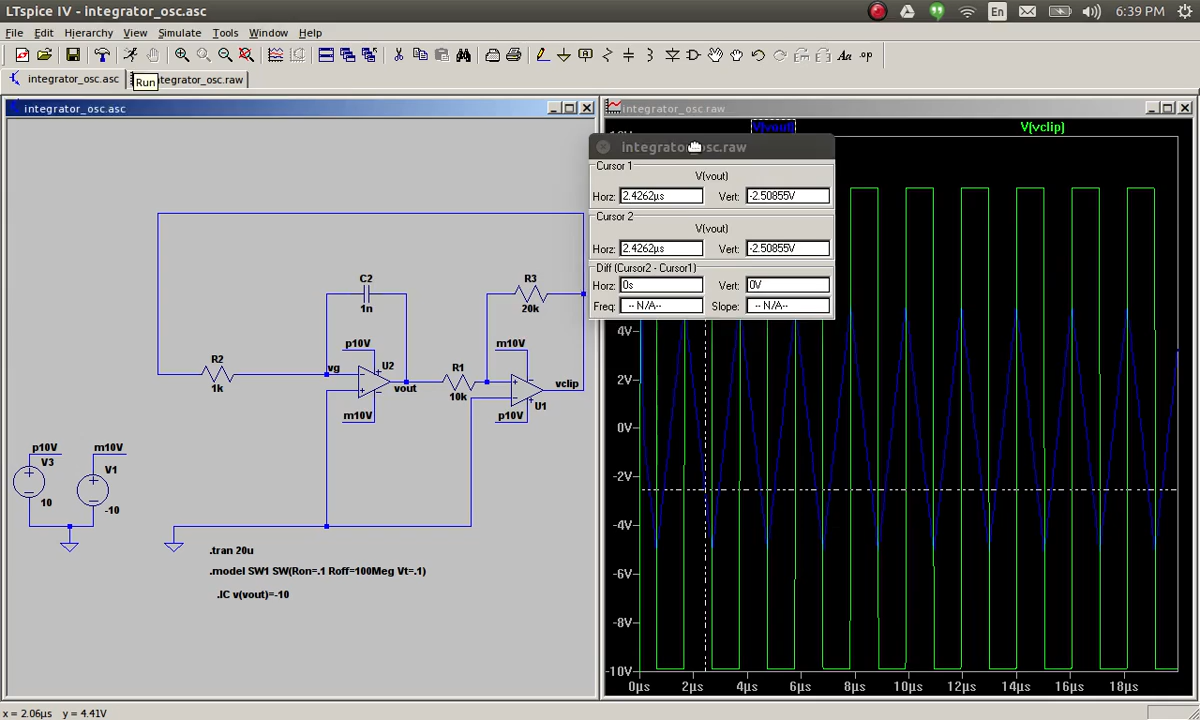 LTspice IV - integrator_osc.asc
En
6:39 PM
File Edit Hierarchy View Simulate Tools Window Help
Aa .op
integrator_osc.asc
Run
tegrator_osc.raw
integrator_osc.asc
integrator_osc.raw
V(vout)
V(vclip)
integrator_osc.raw
Cursor 1
V(vout)
Horz: 2.4262µs Vert: -2.50855V
Cursor 2
V(vout)
Horz: 2.4262µs Vert: -2.50855V
Diff (Cursor2 - Cursor1)
Horz: 0s Vert: 0V
Freq: -- N/A-- Slope: -- N/A--
C2
1n
R3
20k
p10V
U2
m10V
R2
1k
vg
vout
R1
10k
m10V
vclip
U1
p10V
p10V
V3
10
m10V
V1
-10
.tran 20u
.model SW1 SW(Ron=.1 Roff=100Meg Vt=.1)
.IC v(vout)=-10
4V
2V
0V
-2V
-4V
-6V
-8V
-10V
0µs 2µs 4µs 6µs 8µs 10µs 12µs 14µs 16µs 18µs
x = 2.06µs y = 4.41V